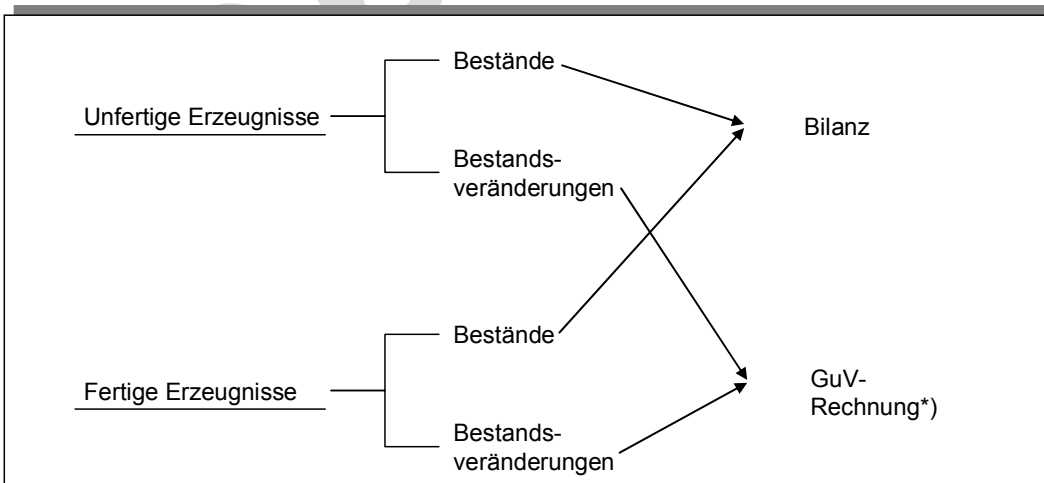 Unfertige Erzeugnisse
Bestände
Bestands-
veränderungen
Bilanz
Fertige Erzeugnisse
Bestände
Bestands-
veränderungen
GuV-
Rechnung*)